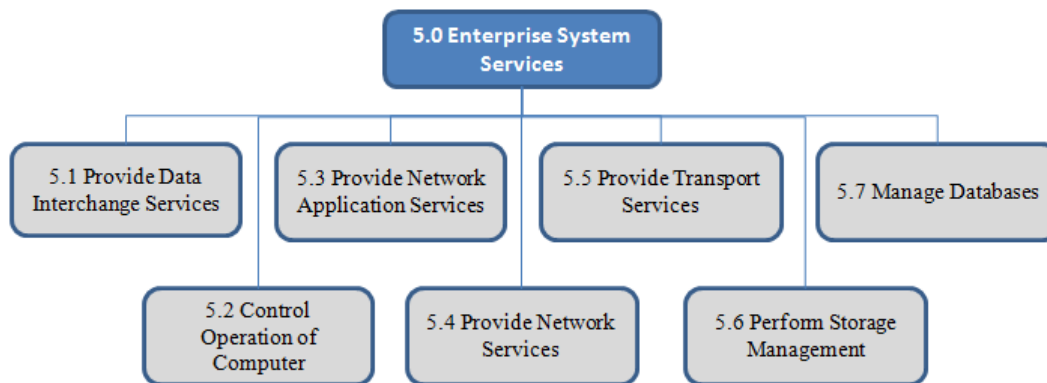 5.0 Enterprise System
Services
5.1 Provide Data
Interchange Services
5.3 Provide Network
Application Services
5.5 Provide Transport
Services
5.7 Manage Databases
5.2 Control
Operation of
Computer
5.4 Provide Network
Services
5.6 Perform Storage
Management